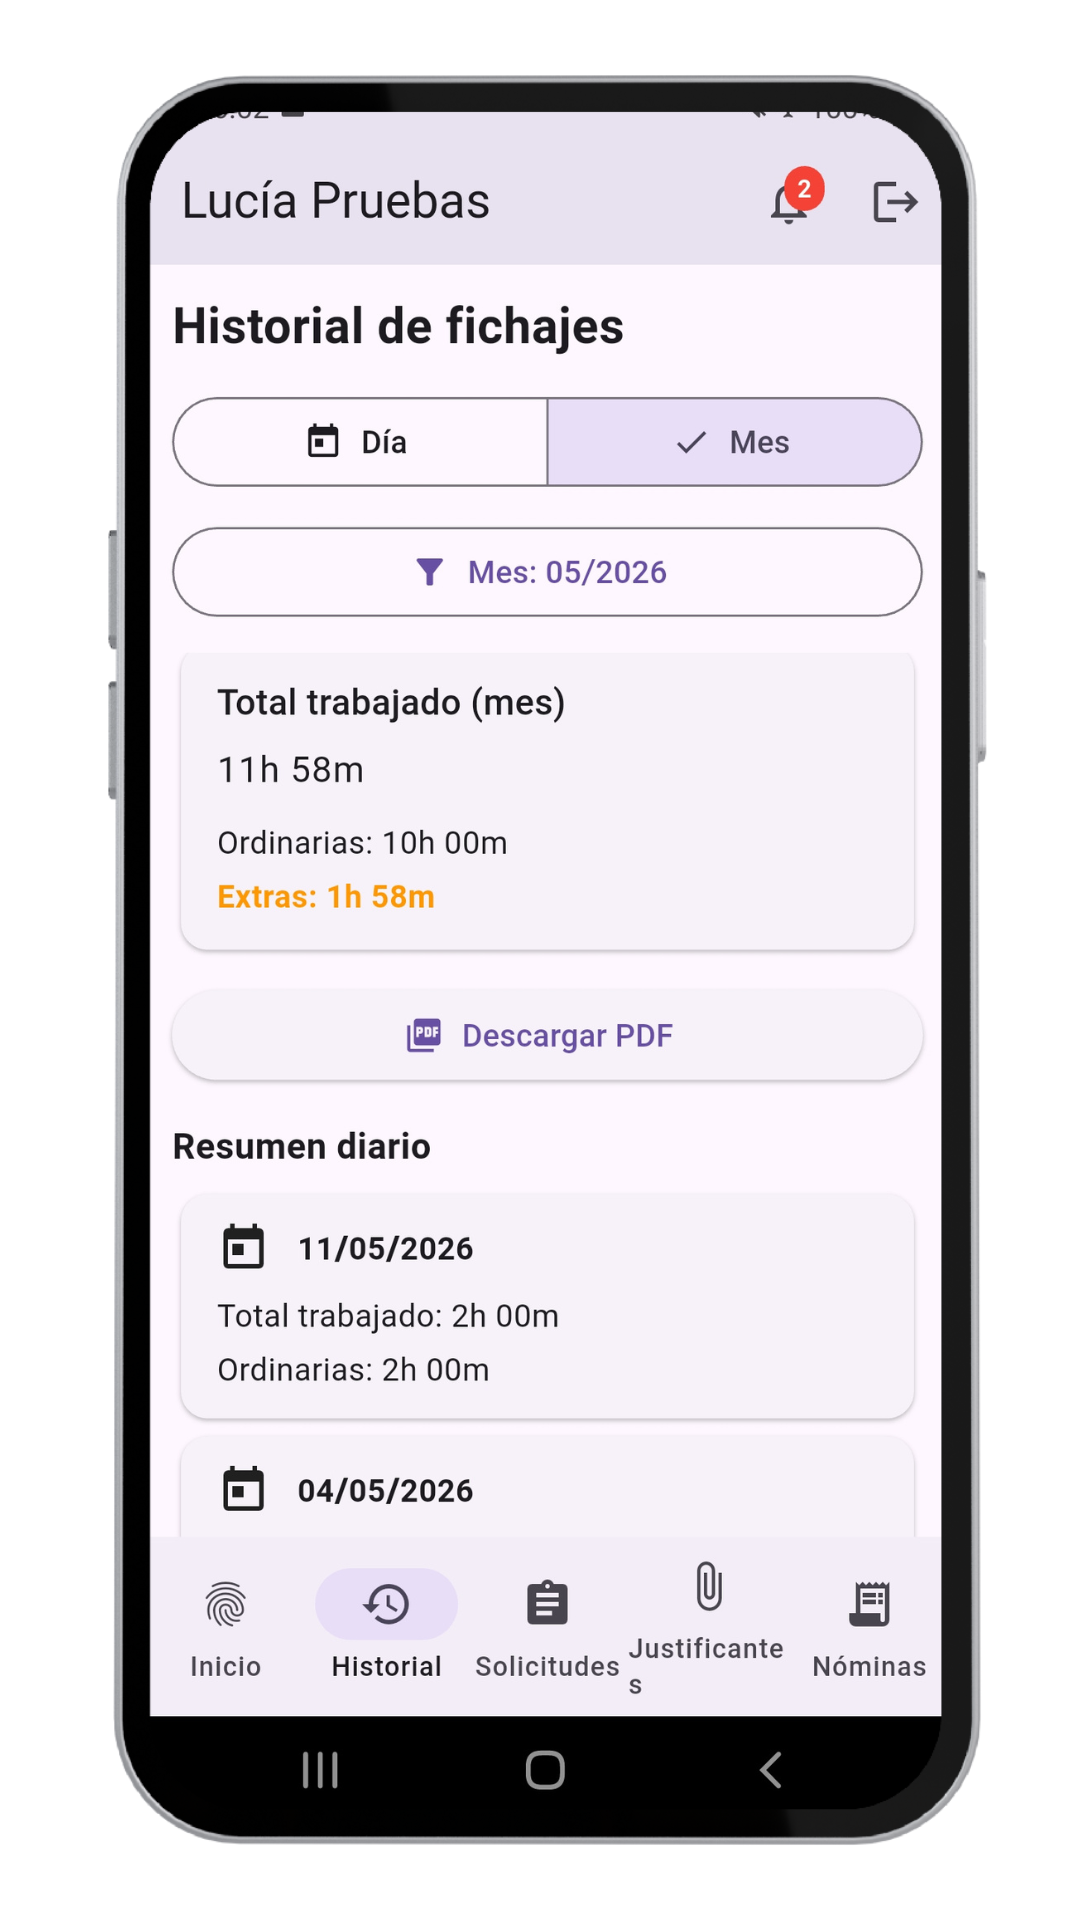 Lucía Pruebas
2
Historial de fichajes
Día
Mes
Mes: 05/2026
Total trabajado (mes)
11h 58m
Ordinarias: 10h 00m
Extras: 1h 58m
PDF
Descargar PDF
Resumen diario
11/05/2026
Total trabajado: 2h 00m
Ordinarias: 2h 00m
04/05/2026
Inicio
Historial
Solicitudes
Justificante
s
Nóminas